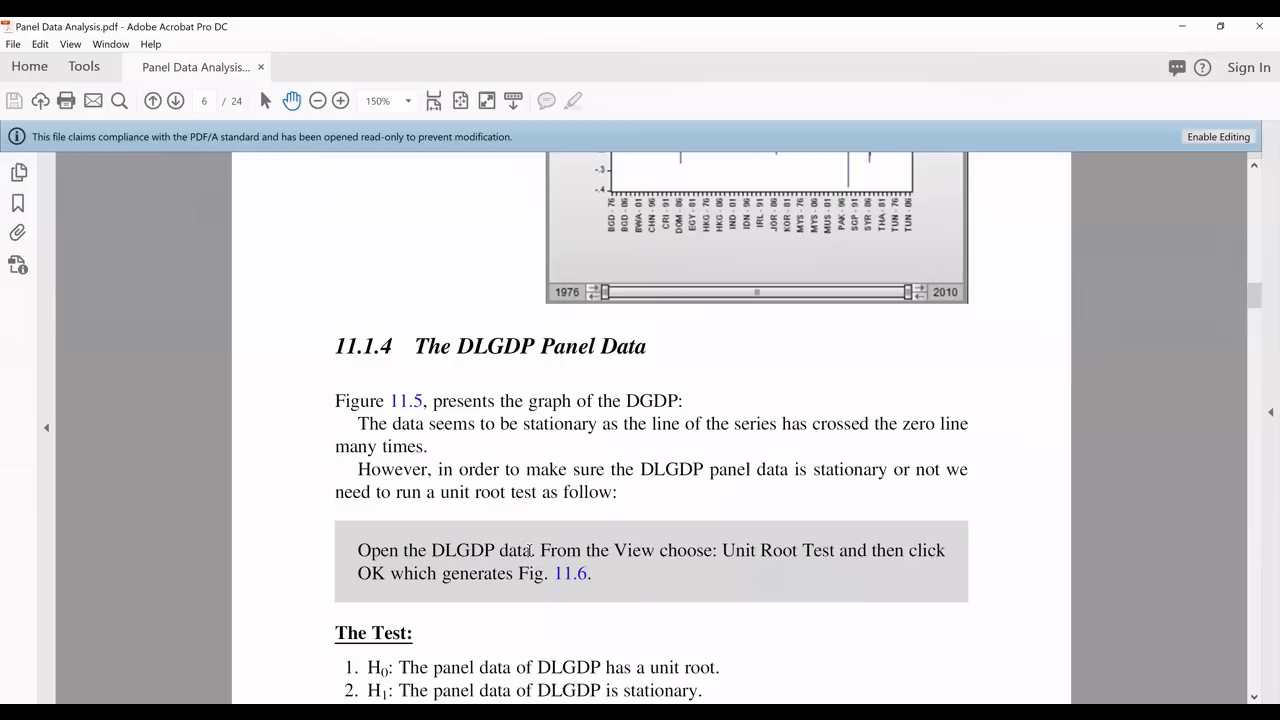 Panel Data Analysis.pdf - Adobe Acrobat Pro DC
File Edit View Window Help
Home Tools Panel Data Analysis... × Sign In
6 / 24 150%
This file claims compliance with the PDF/A standard and has been opened read-only to prevent modification. Enable Editing
-.3
-.4
BGD - 76
BGD - 06
BWA - 01
CHN - 96
CRI - 91
DOM - 86
EGT - 81
HKG - 76
HKG - 06
IND - 01
IDN - 96
IRL - 91
JOR - 86
KOR - 81
MYS - 76
MYS - 06
MUS - 01
PAK - 96
SGP - 91
SYR - 86
THA - 81
TUN - 76
TUN - 06
1976 2010
11.1.4 The DLGDP Panel Data
Figure 11.5, presents the graph of the DGDP:
The data seems to be stationary as the line of the series has crossed the zero line
many times.
However, in order to make sure the DLGDP panel data is stationary or not we
need to run a unit root test as follow:
Open the DLGDP data. From the View choose: Unit Root Test and then click
OK which generates Fig. 11.6.
The Test:
1. H0: The panel data of DLGDP has a unit root.
2. H1: The panel data of DLGDP is stationary.